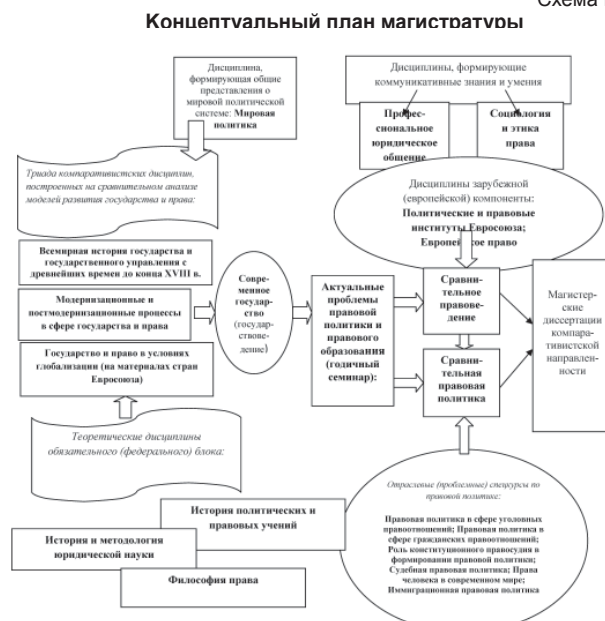 Схема
Концептуальный план магистратуры
Дисциплина,
формирующая общие
представления о
мировой политической
системе: Мировая
политика
Дисциплины, формирующие
коммуникативные знания и умения
Профес-
сиональное
юридическое
общение
Социология
и этика
права
Триада компаративистских дисциплин,
построенных на сравнительном анализе
моделей развития государства и права:
Дисциплины зарубежной
(европейской) компоненты:
Политические и правовые
институты Евросоюза;
Европейское право
Всемирная история государства и
государственного управления с
древнейших времен до конца XVIII в.
Модернизационные и
постмодернизационные процессы
в сфере государства и права
Государство и право в условиях
глобализации (на материалах стран
Евросоюза)
Совре-
менное
государ-
ство
(государ-
ствове-
дение)
Актуальные
проблемы
правовой
политики и
правового
образования
(годичный
семинар):
Сравни-
тельное
правове-
дение
Сравни-
тельная
правовая
политика
Магистер-
ские
диссертации
компара-
тивистской
направлен-
ности
Теоретические дисциплины
обязательного (федерального) блока:
История политических и
правовых учений
История и методология
юридической науки
Философия права
Отраслевые (проблемные) спецкурсы по
правовой политике:
Правовая политика в сфере уголовных
правоотношений; Правовая политика в
сфере гражданских правоотношений;
Роль конституционного правосудия в
формировании правовой политики;
Судебная правовая политика; Права
человека в современном мире;
Иммиграционная правовая политика